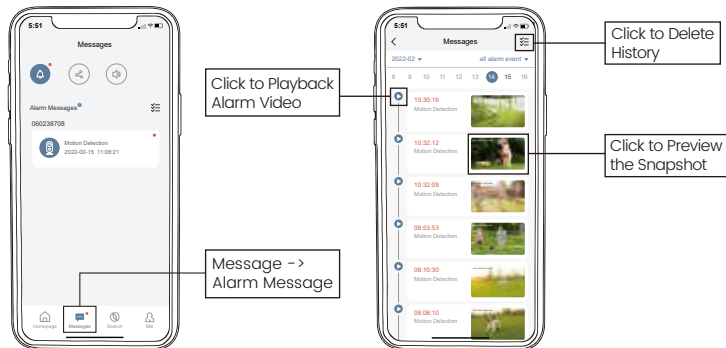 5:51
Messages
Alarm Messages
060238708
Motion Detection
2022-02-15 11:08:21
Homepage
Messages
Search
Me
Click to Playback
Alarm Video
Message ->
Alarm Message
5:51
Messages
2022-02
all alarm event
8 9 10 11 12 13 14 15 16
15:30:16
Motion Detection
10:32:12
Motion Detection
10:32:09
Motion Detection
08:53:53
Motion Detection
08:10:30
Motion Detection
08:08:10
Motion Detection
Click to Delete
History
Click to Preview
the Snapshot